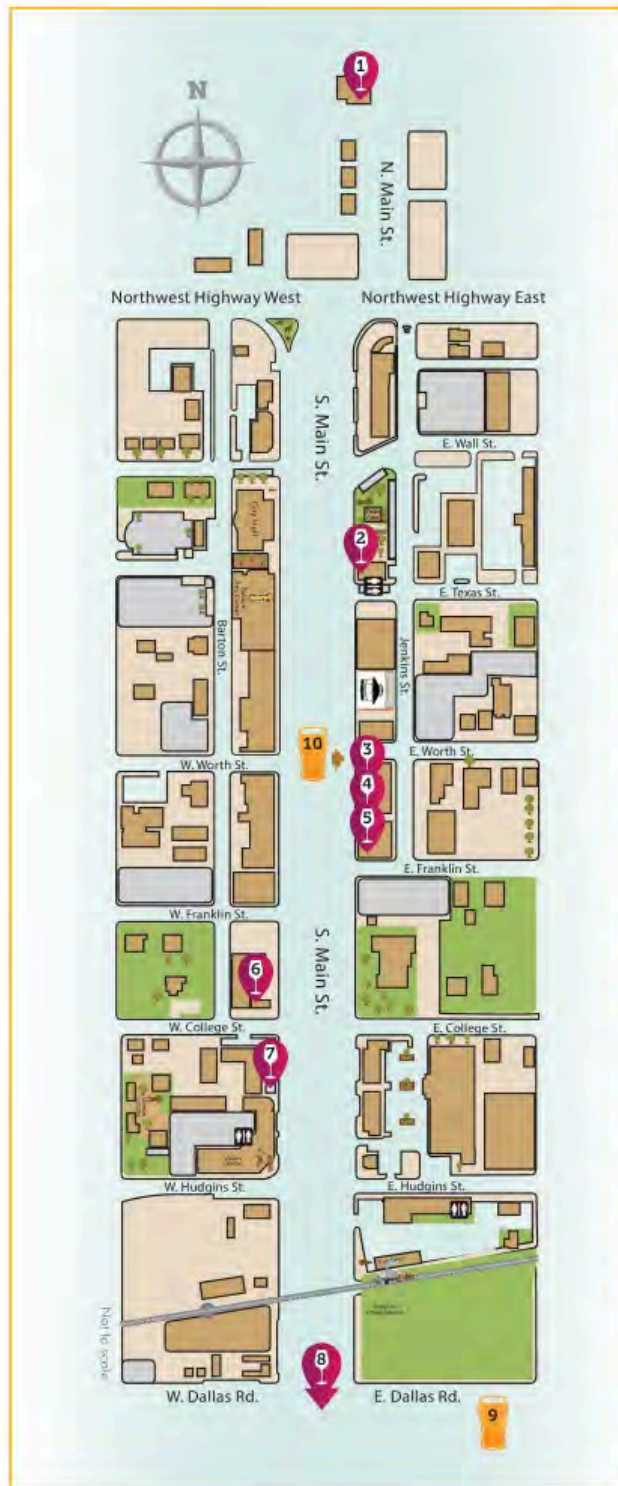 1
N
N. Main St.
Northwest Highway West
Northwest Highway East
S. Main St.
E. Wall St.
City Hall
2
E. Texas St.
Barton St.
Jenkins St.
10
3
W. Worth St.
E. Worth St.
4
5
E. Franklin St.
W. Franklin St.
S. Main St.
6
W. College St.
E. College St.
7
W. Hudgins St.
E. Hudgins St.
Not to scale
8
W. Dallas Rd.
E. Dallas Rd.
9